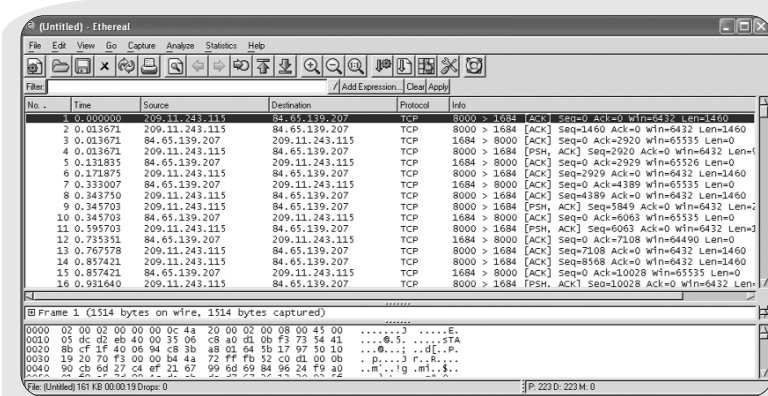 (Untitled) - Ethereal
File Edit View Go Capture Analyze Statistics Help
Filter: Add Expression... Clear Apply
No. . Time Source Destination Protocol Info
1 0.000000 209.11.243.115 84.65.139.207 TCP 8000 > 1684 [ACK] Seq=0 Ack=0 Win=6432 Len=1460
2 0.013671 209.11.243.115 84.65.139.207 TCP 8000 > 1684 [ACK] Seq=1460 Ack=0 Win=6432 Len=1460
3 0.013671 84.65.139.207 209.11.243.115 TCP 1684 > 8000 [ACK] Seq=0 Ack=2920 Win=65535 Len=0
4 0.013671 209.11.243.115 84.65.139.207 TCP 8000 > 1684 [PSH, ACK] Seq=2920 Ack=0 Win=6432 Len=9
5 0.131835 84.65.139.207 209.11.243.115 TCP 1684 > 8000 [ACK] Seq=0 Ack=2929 Win=65526 Len=0
6 0.171875 209.11.243.115 84.65.139.207 TCP 8000 > 1684 [ACK] Seq=2929 Ack=0 Win=6432 Len=1460
7 0.333007 84.65.139.207 209.11.243.115 TCP 1684 > 8000 [ACK] Seq=0 Ack=4389 Win=65535 Len=0
8 0.343750 209.11.243.115 84.65.139.207 TCP 8000 > 1684 [ACK] Seq=4389 Ack=0 Win=6432 Len=1460
9 0.345703 209.11.243.115 84.65.139.207 TCP 8000 > 1684 [PSH, ACK] Seq=5849 Ack=0 Win=6432 Len=2
10 0.345703 84.65.139.207 209.11.243.115 TCP 1684 > 8000 [ACK] Seq=0 Ack=6063 Win=65535 Len=0
11 0.595703 209.11.243.115 84.65.139.207 TCP 8000 > 1684 [PSH, ACK] Seq=6063 Ack=0 Win=6432 Len=1
12 0.735351 84.65.139.207 209.11.243.115 TCP 1684 > 8000 [ACK] Seq=0 Ack=7108 Win=64490 Len=0
13 0.767578 209.11.243.115 84.65.139.207 TCP 8000 > 1684 [ACK] Seq=7108 Ack=0 Win=6432 Len=1460
14 0.857421 209.11.243.115 84.65.139.207 TCP 8000 > 1684 [ACK] Seq=8568 Ack=0 Win=6432 Len=1460
15 0.857421 84.65.139.207 209.11.243.115 TCP 1684 > 8000 [ACK] Seq=0 Ack=10028 Win=65535 Len=0
16 0.931640 209.11.243.115 84.65.139.207 TCP 8000 > 1684 [PSH, ACK] Seq=10028 Ack=0 Win=6432 Len=
Frame 1 (1514 bytes on wire, 1514 bytes captured)
0000 02 00 02 00 00 00 0c 4a 20 00 02 00 08 00 45 00 .......J .....E.
0010 05 dc d2 eb 40 00 35 06 c8 a0 d1 0b f3 73 54 41 ....@.5. .....sTA
0020 8b cf 1f 40 06 94 c8 3b a8 01 64 5b 17 97 50 10 ...@...; ..d[..P.
0030 19 20 70 f3 00 00 b4 4a 72 ff fb 52 c0 d1 00 0b . p....J r..R....
0040 90 cb 6d 27 c4 ef 21 67 99 6d 69 84 96 24 f9 a0 ..m'..!g .mi..$..
File: (Untitled) 161 KB 00:00:19 Drops: 0 P: 223 D: 223 M: 0